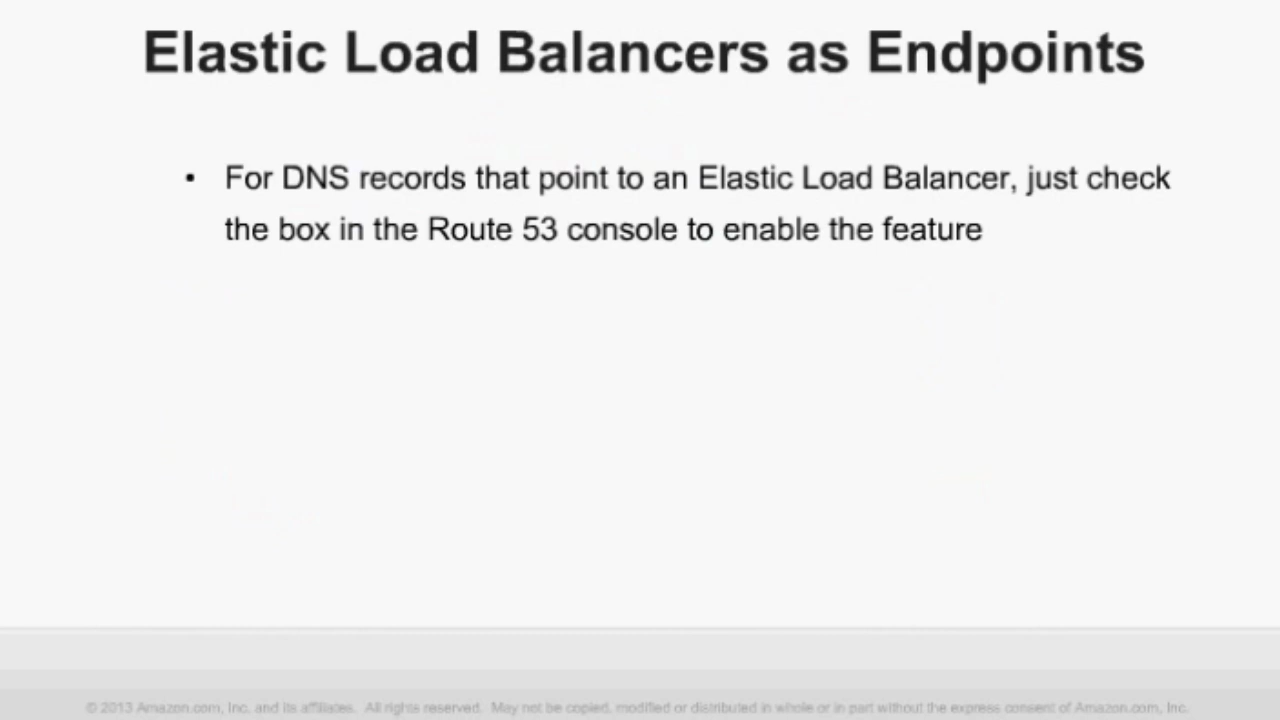 Elastic Load Balancers as Endpoints
• For DNS records that point to an Elastic Load Balancer, just check
the box in the Route 53 console to enable the feature
© 2013 Amazon.com, Inc. and its affiliates. All rights reserved. May not be copied, modified or distributed in whole or in part without the express consent of Amazon.com, Inc.